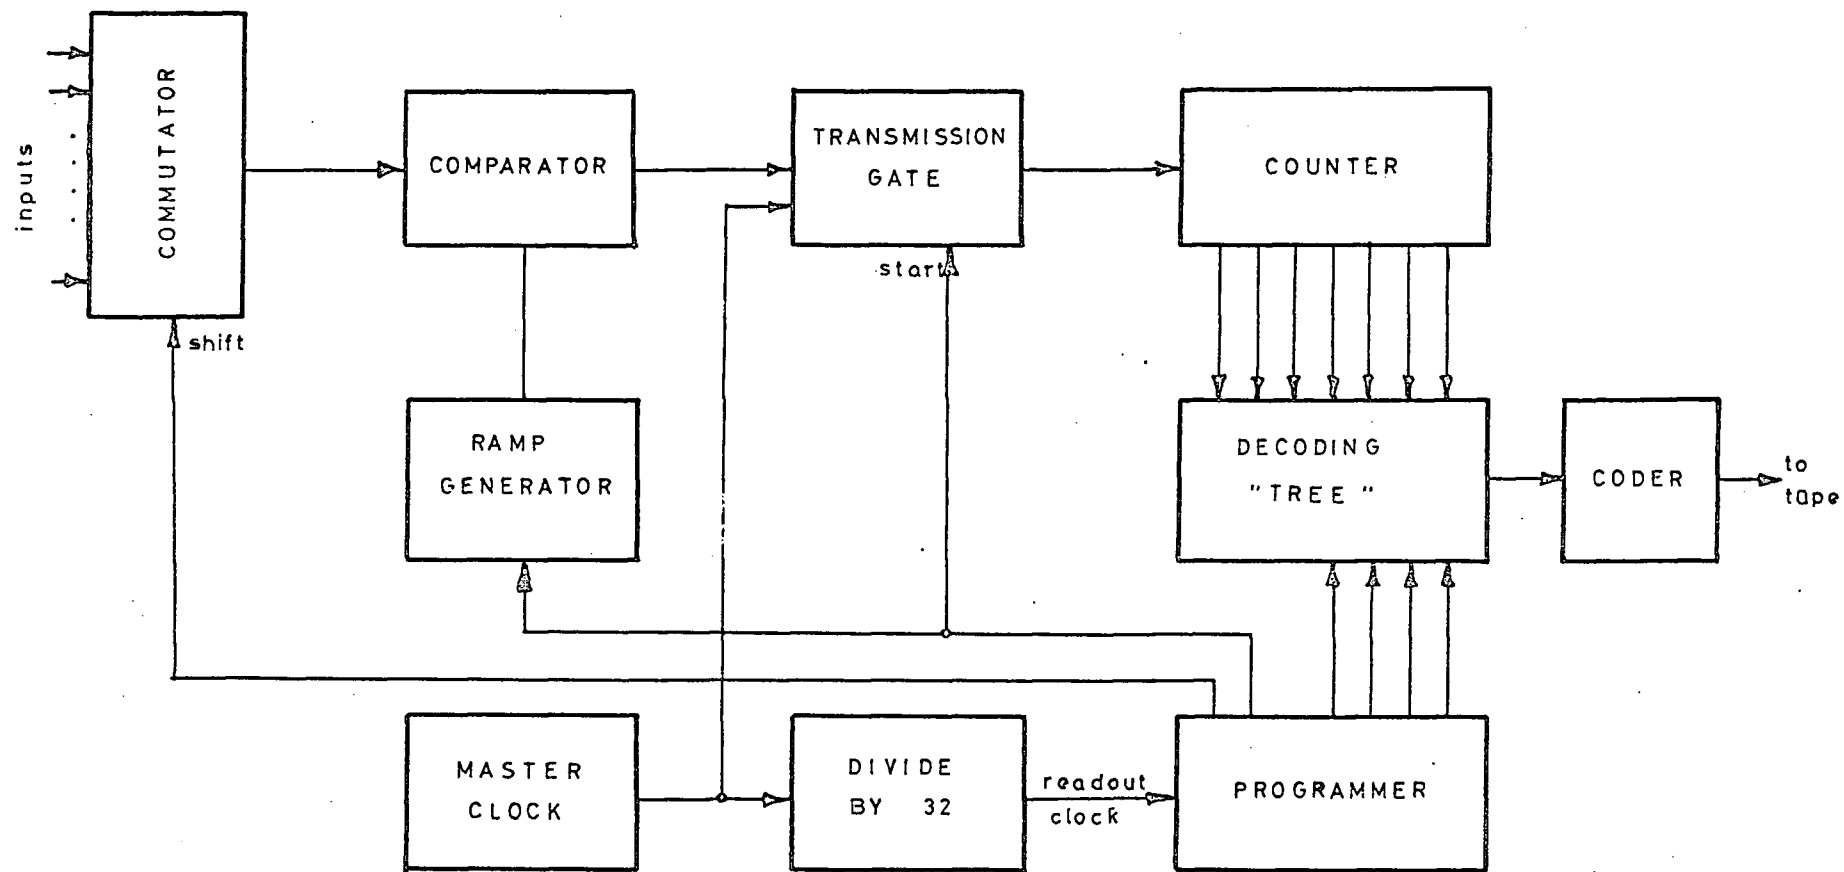 inputs
COMMUTATOR
COMPARATOR
TRANSMISSION
GATE
COUNTER
start
shift
RAMP
GENERATOR
DECODING
"TREE"
CODER
to
tape
MASTER
CLOCK
DIVIDE
BY 32
readout
clock
PROGRAMMER